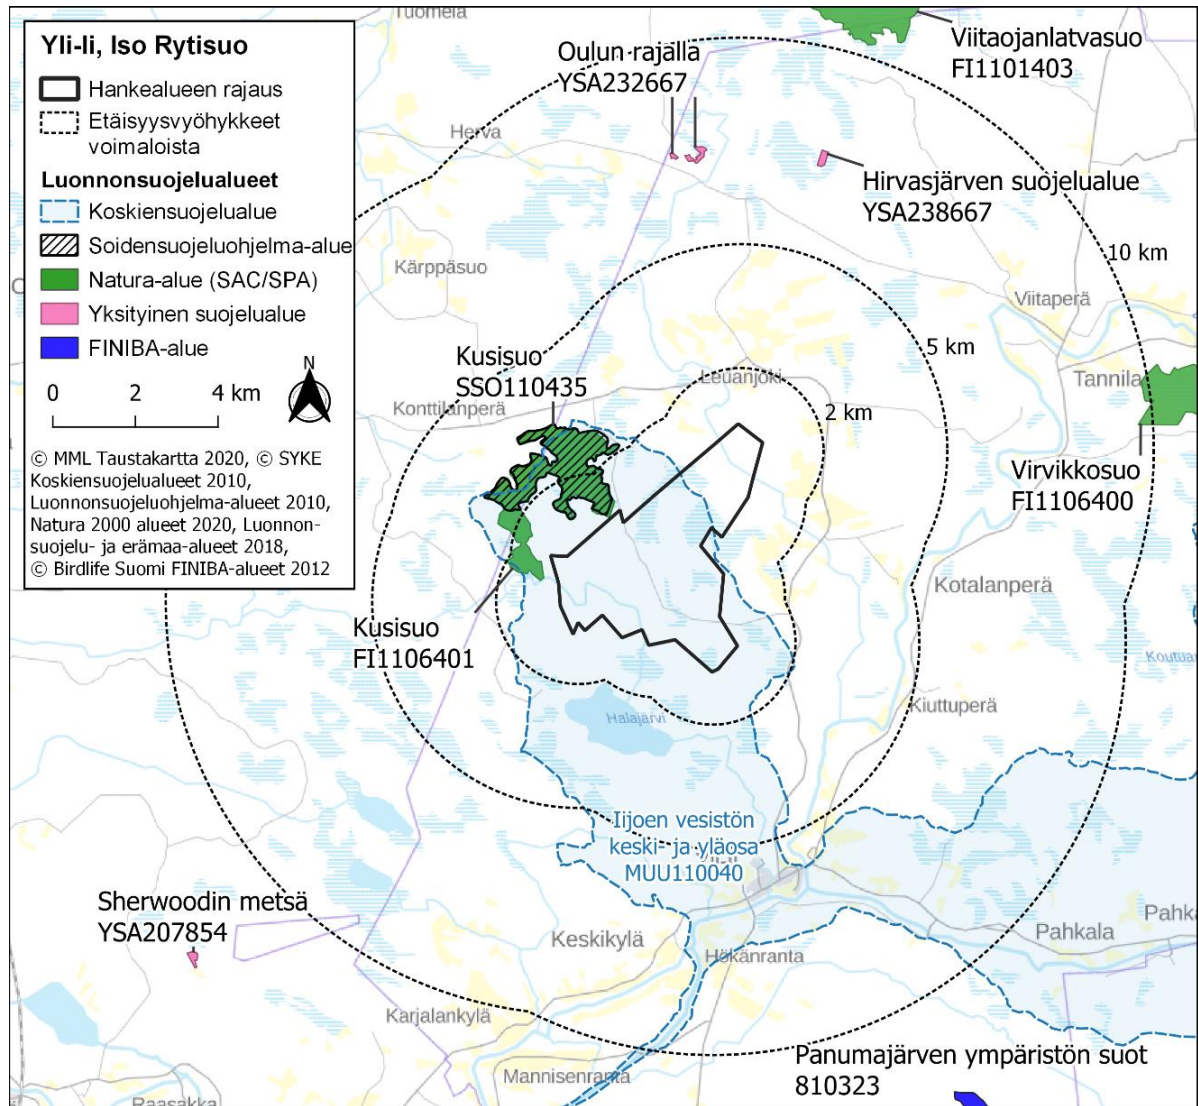 Yli-Ii, Iso Rytisuo
Hankealueen rajaus
Etäisyysvyöhykkeet
voimaloista
Luonnonsuojelualueet
Koskiensuojelualue
Soidensuojeluohjelma-alue
Natura-alue (SAC/SPA)
Yksityinen suojelualue
FINIBA-alue
N
0 2 4 km
© MML Taustakartta 2020, © SYKE
Koskiensuojelualueet 2010,
Luonnonsuojeluohjelma-alueet 2010,
Natura 2000 alueet 2020, Luonnon-
suojelu- ja erämaa-alueet 2018,
© Birdlife Suomi FINIBA-alueet 2012
Tuomela
Oulun rajalla
YSA232667
Viitaojanlatvasuo
FI1101403
Herva
Hirvasjärven suojelualue
YSA238667
10 km
Kärppäsuo
Viitaperä
5 km
Kusisuo
SSO110435
Leuanjoki
Tannila
Konttilanperä
2 km
Virvikkosuo
FI1106400
Kotalanperä
Kusisuo
FI1106401
Koutua
Kiuttuperä
Halajärvi
Iijoen vesistön
keski- ja yläosa
MUU110040
Sherwoodin metsä
YSA207854
Keskikylä
Pahka
Pahkala
Hökänranta
Karjalankylä
Panumajärven ympäristön suot
810323
Mannisenranta
Raasakka